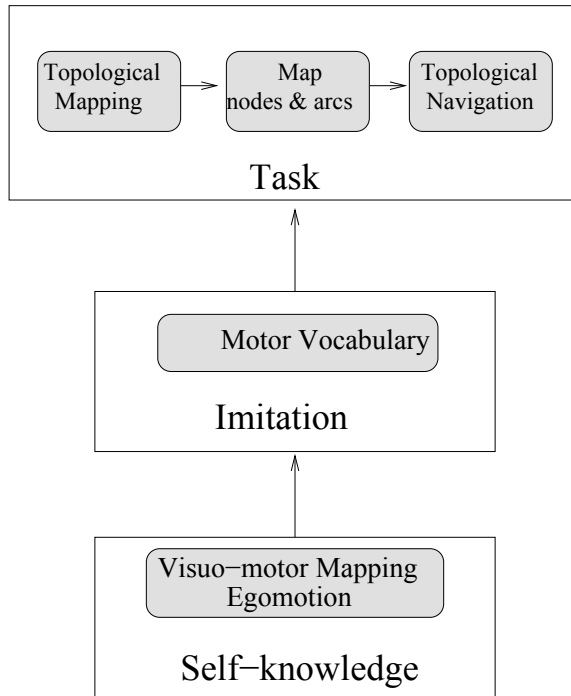 Topological
Mapping
Map
nodes & arcs
Topological
Navigation
Task
Motor Vocabulary
Imitation
Visuo−motor Mapping
Egomotion
Self−knowledge